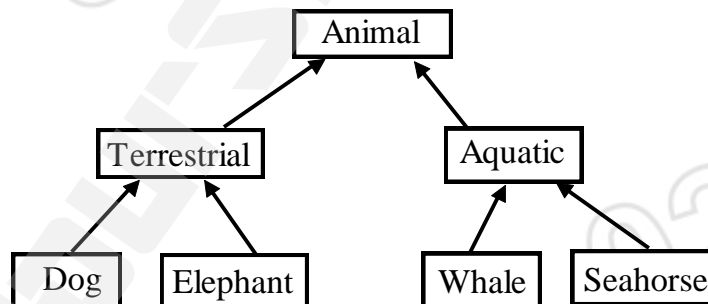 Animal
Terrestrial
Aquatic
Dog
Elephant
Whale
Seahorse